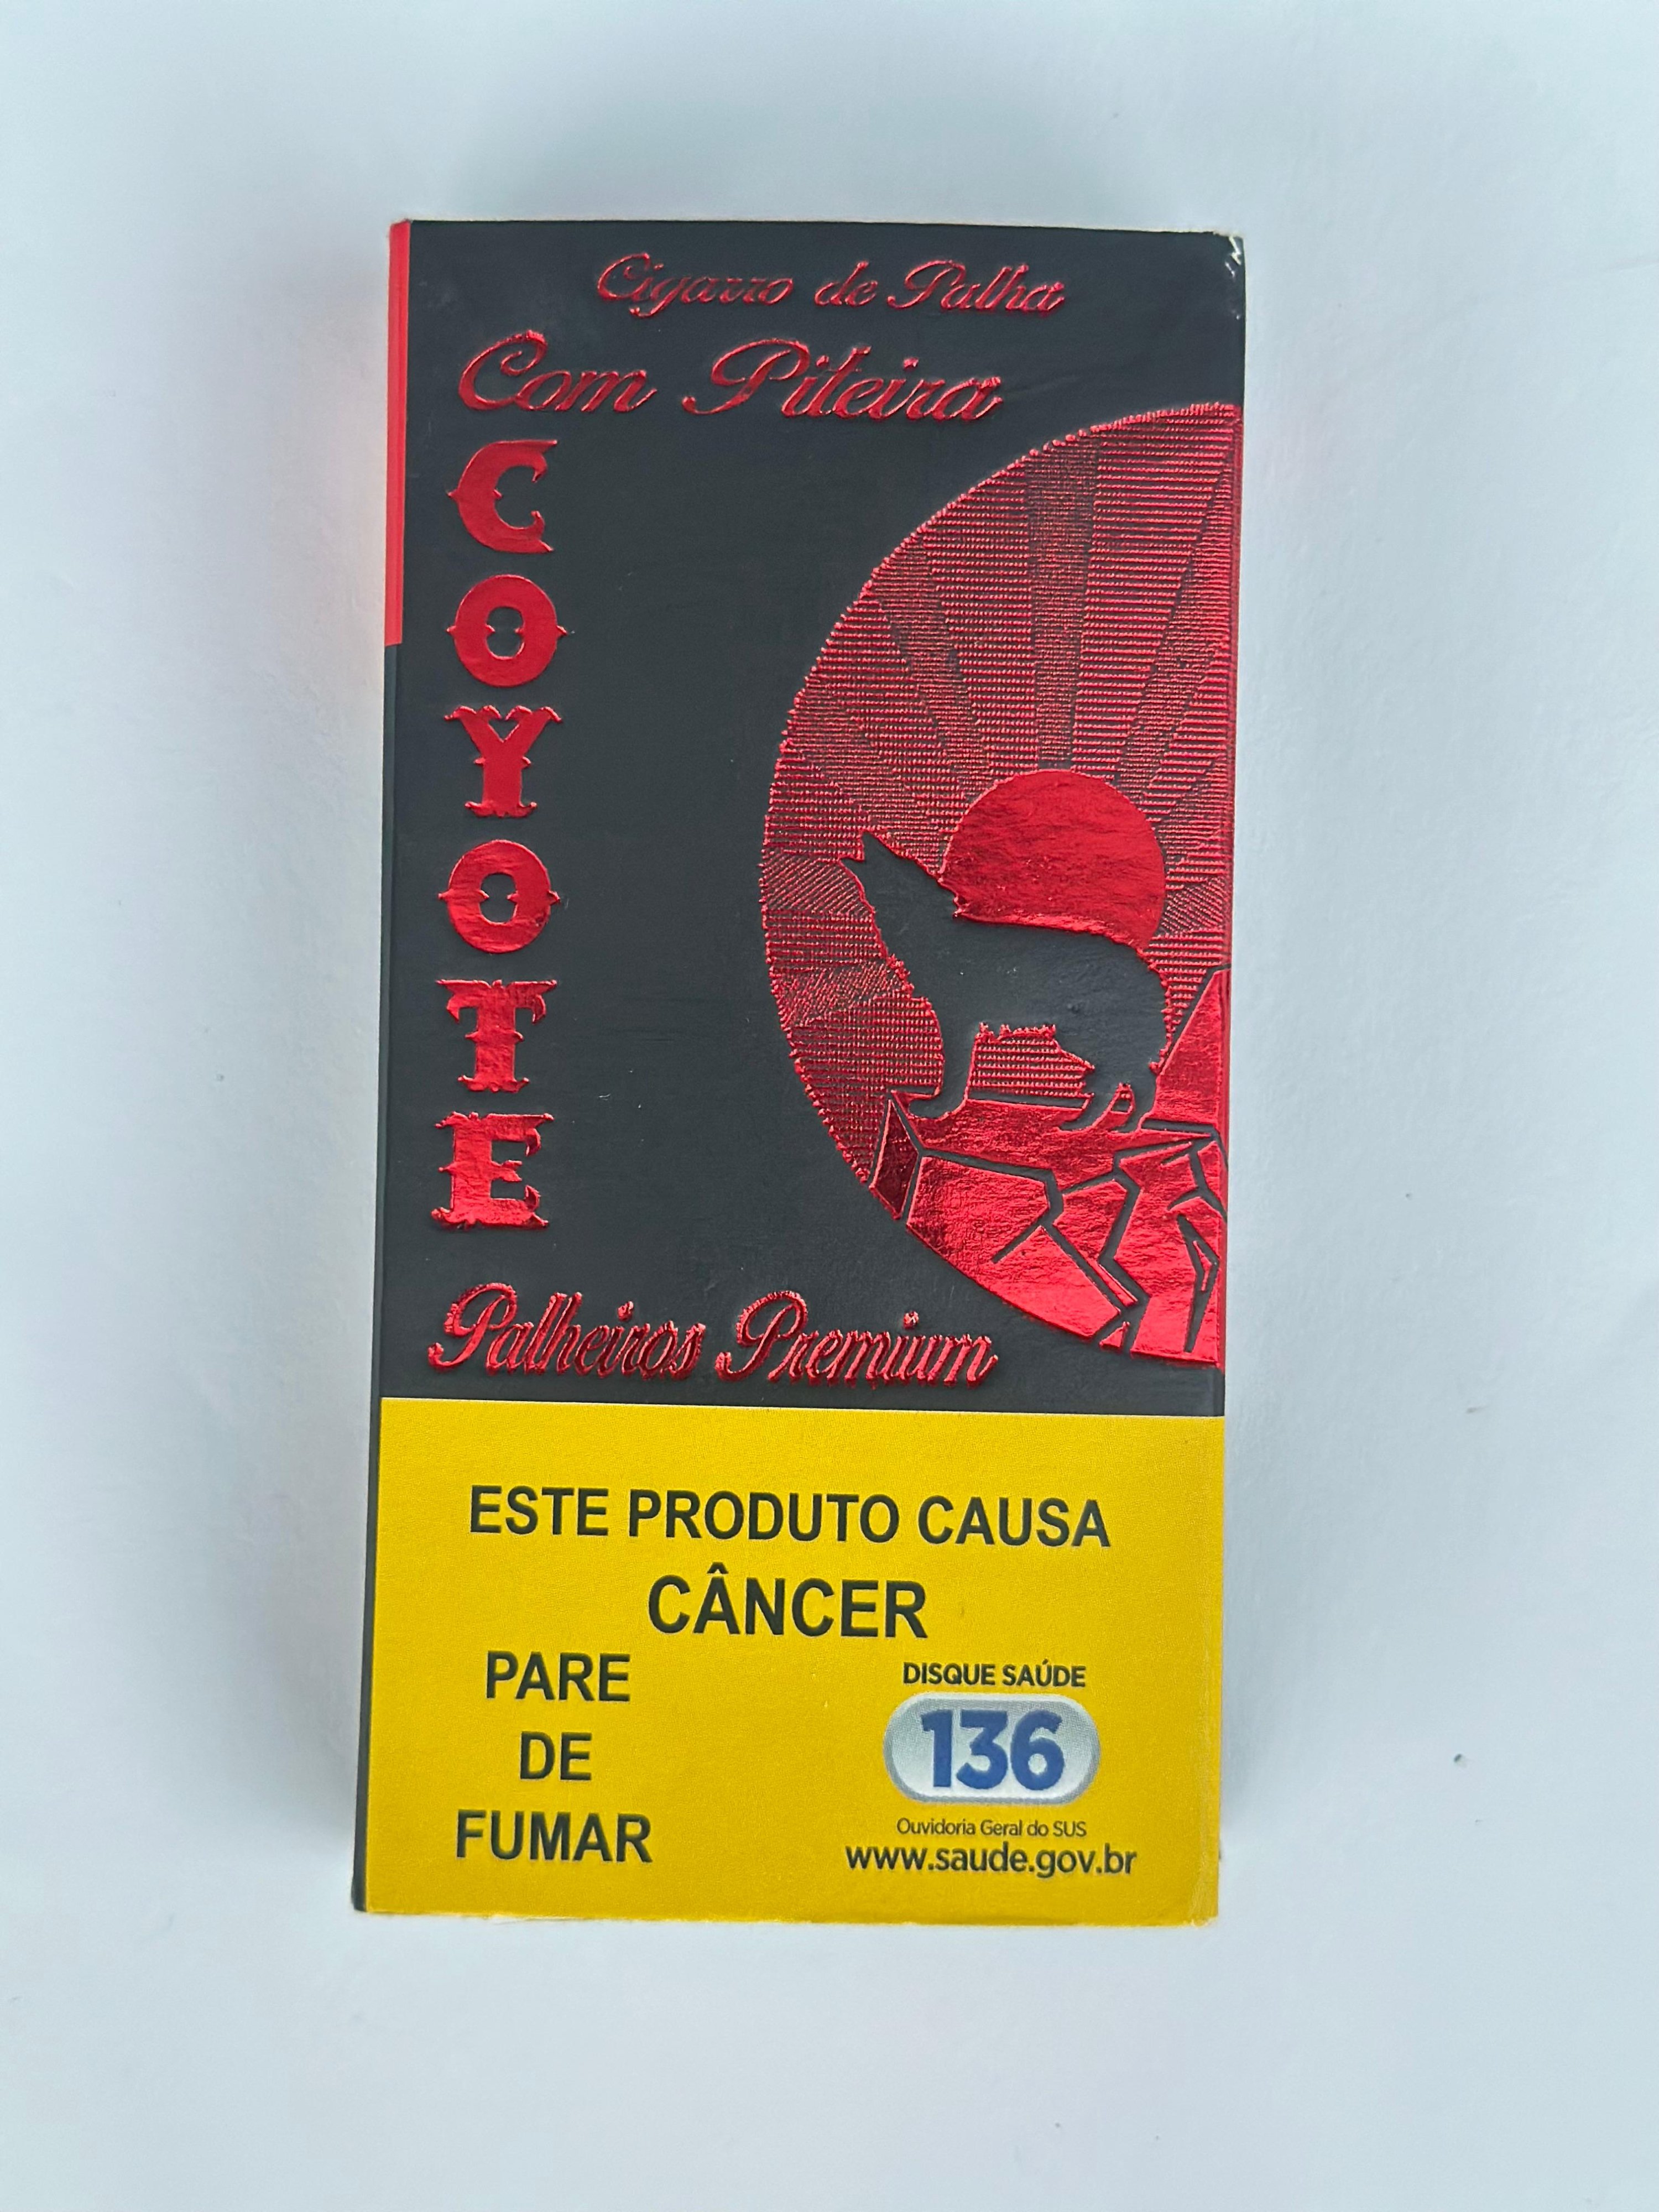 Cigarro de Palha
Com Piteira
COYOTE
Palheiros Premium
ESTE PRODUTO CAUSA
CÂNCER
PARE
DE
FUMAR
DISQUE SAÚDE
136
Ouvidoria Geral do SUS
www.saude.gov.br